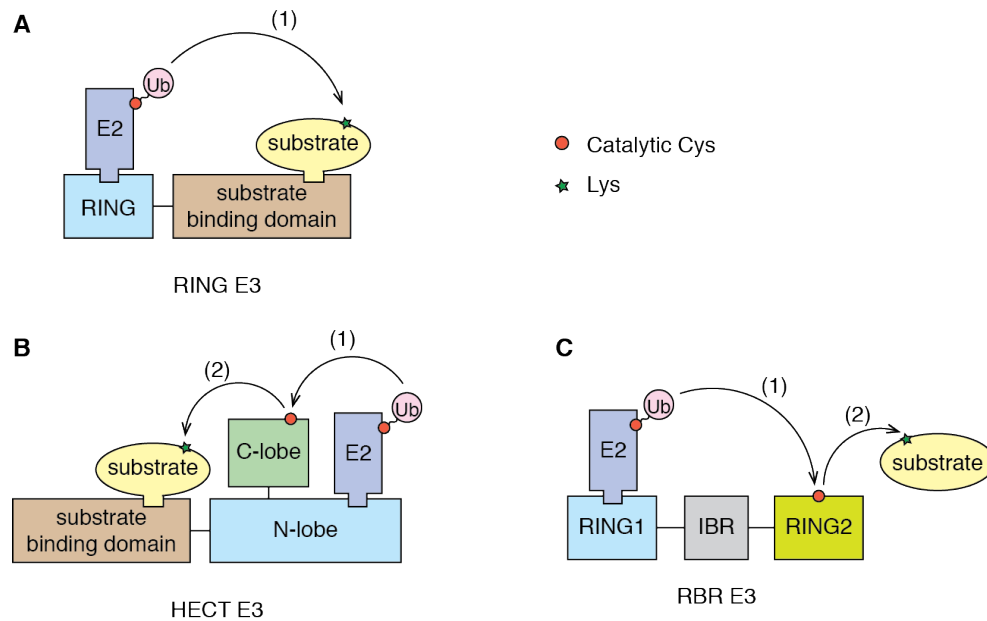 A
(1)
Ub
E2
substrate
RING
substrate
binding domain
RING E3
Catalytic Cys
Lys
B
(1)
(2)
Ub
C-lobe
E2
substrate
substrate
binding domain
N-lobe
HECT E3
C
(1)
(2)
Ub
E2
substrate
RING1
IBR
RING2
RBR E3